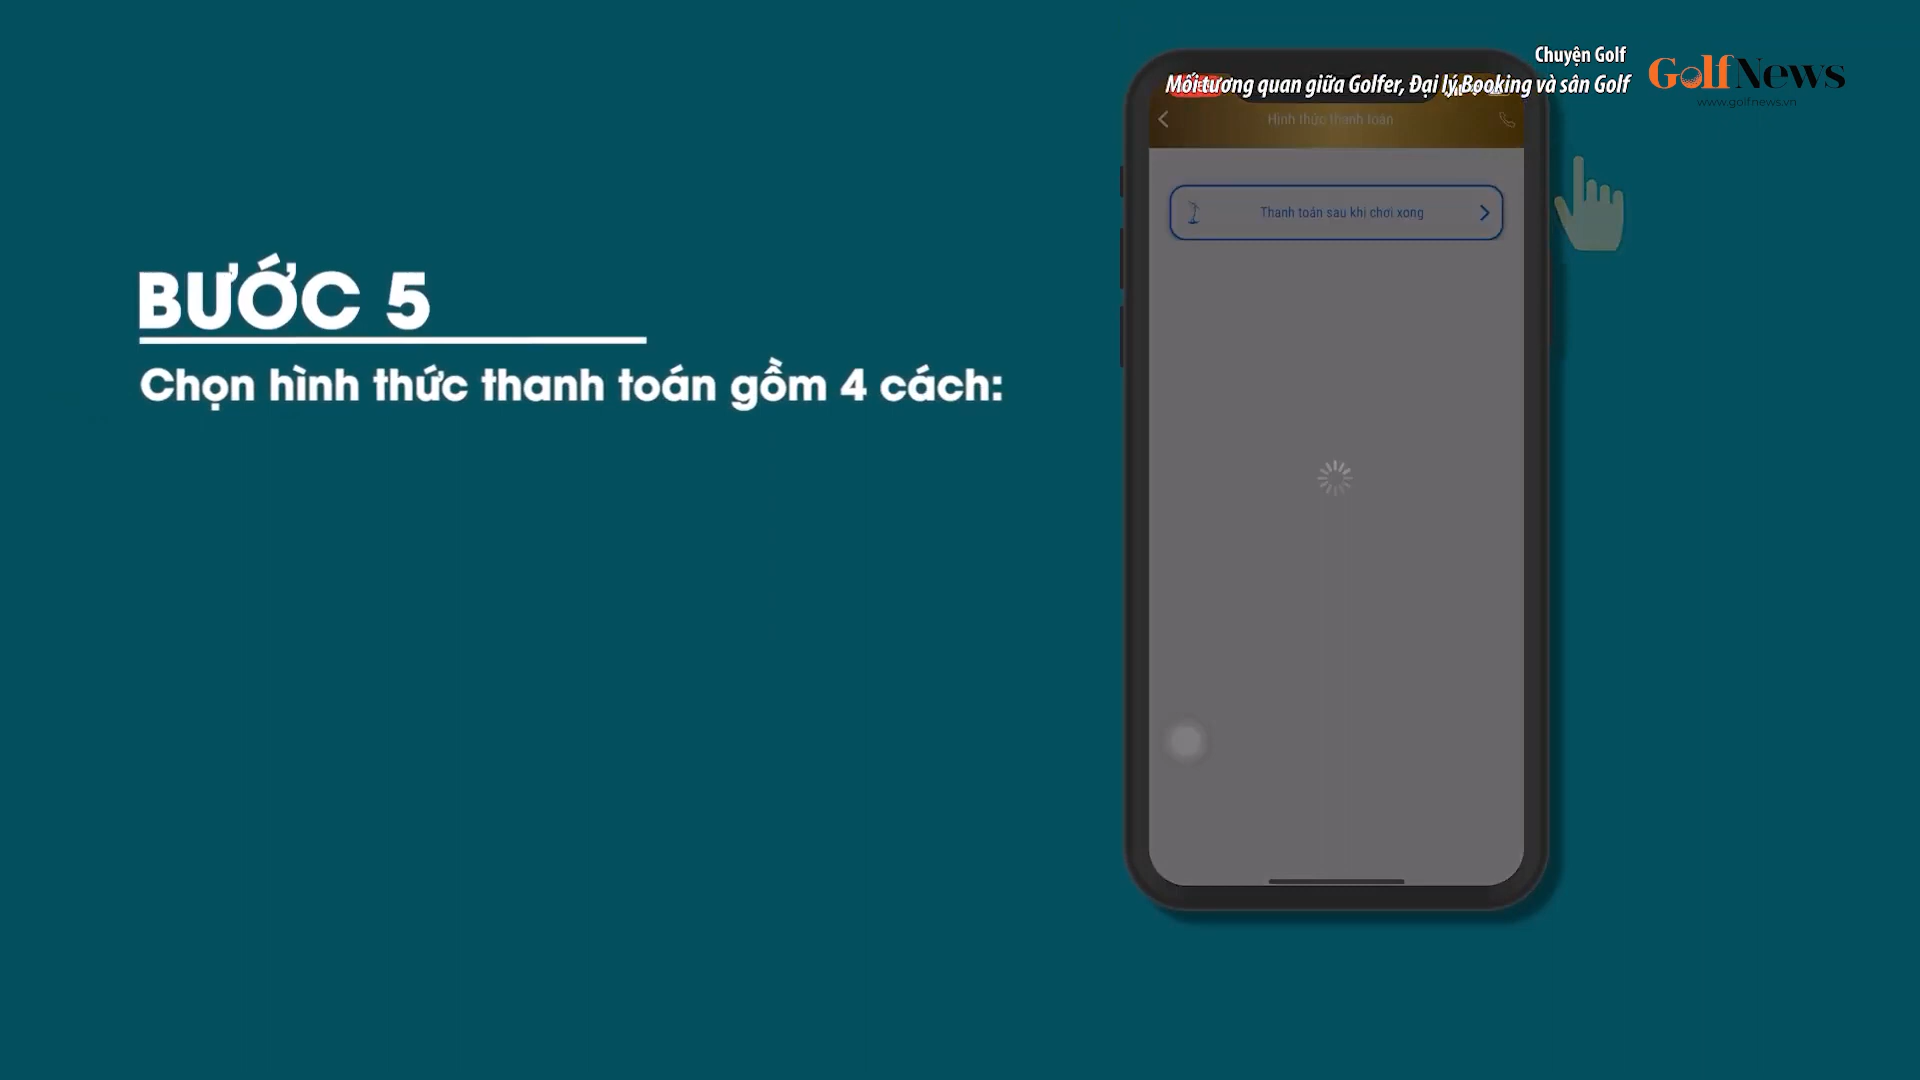 Chuyện Golf
Mối tương quan giữa Golfer, Đại lý Booking và sân Golf
GolfNews
www.golfnews.vn
Hình thức thanh toán
Thanh toán sau khi chơi xong
BƯỚC 5
Chọn hình thức thanh toán gồm 4 cách: